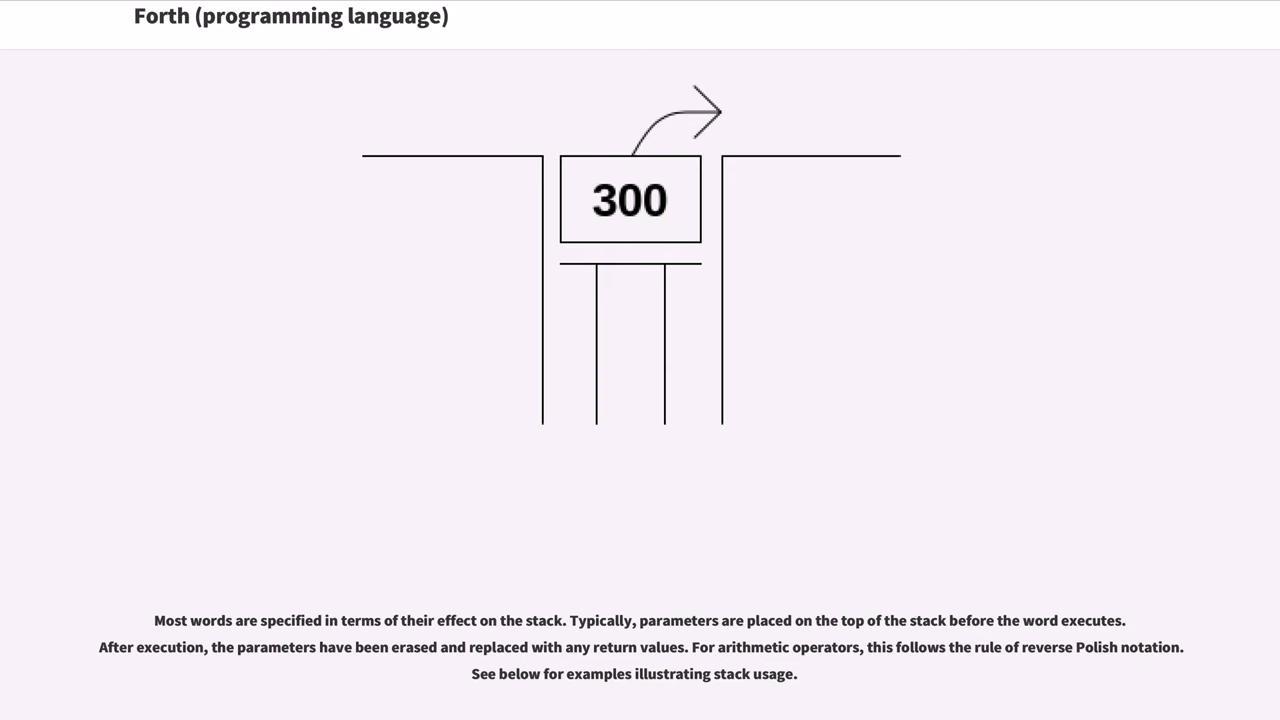 Forth (programming language)
300
Most words are specified in terms of their effect on the stack. Typically, parameters are placed on the top of the stack before the word executes.
After execution, the parameters have been erased and replaced with any return values. For arithmetic operators, this follows the rule of reverse Polish notation.
See below for examples illustrating stack usage.